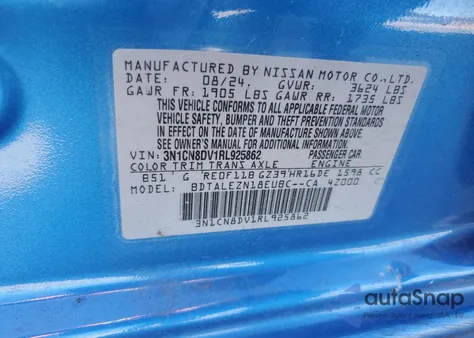 MANUFACTURED BY NISSAN MOTOR CO., LTD.
DATE: 08/24 GVWR: 3624 LBS
GAWR FR: 1905 LBS GAWR RR: 1735 LBS
THIS VEHICLE CONFORMS TO ALL APPLICABLE FEDERAL MOTOR
VEHICLE SAFETY, BUMPER, AND THEFT PREVENTION STANDARDS
IN EFFECT ON THE DATE OF MANUFACTURE SHOWN ABOVE.
SEE OWNER'S MANUAL FOR ADDITIONAL INFORMATION.
VIN: 3N1CN8DV1RL925862 PASSENGER CAR
COLOR TRIM TRANS AXLE ENGINE
B51 G RE0F11B GZ39 HR16DE 1598 CC
MODEL: BDTALEZN18EUBC--CA 42000
3N1CN8DV1RL925862
autoSnap